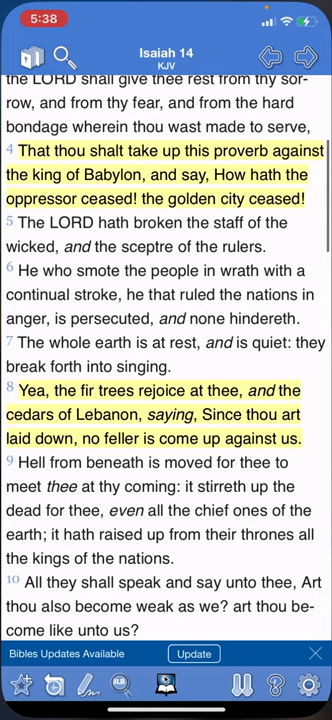 5:38
Isaiah 14
KJV
the LORD shall give thee rest from thy sor-
row, and from thy fear, and from the hard
bondage wherein thou wast made to serve,
4 That thou shalt take up this proverb against
the king of Babylon, and say, How hath the
oppressor ceased! the golden city ceased!
5 The LORD hath broken the staff of the
wicked, and the sceptre of the rulers.
6 He who smote the people in wrath with a
continual stroke, he that ruled the nations in
anger, is persecuted, and none hindereth.
7 The whole earth is at rest, and is quiet: they
break forth into singing.
8 Yea, the fir trees rejoice at thee, and the
cedars of Lebanon, saying, Since thou art
laid down, no feller is come up against us.
9 Hell from beneath is moved for thee to
meet thee at thy coming: it stirreth up the
dead for thee, even all the chief ones of the
earth; it hath raised up from their thrones all
the kings of the nations.
10 All they shall speak and say unto thee, Art
thou also become weak as we? art thou be-
come like unto us?
Bibles Updates Available
Update